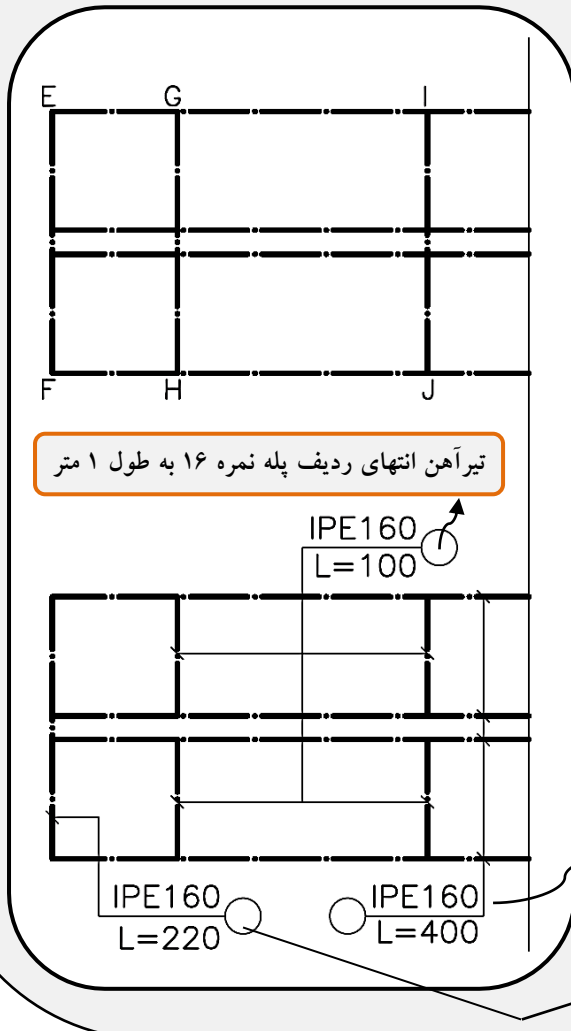 E G I
F H J
تیرآهن انتهای ردیف پله نمره ۱۶ به طول ۱ متر
IPE160
L=100
IPE160 IPE160
L=220 L=400